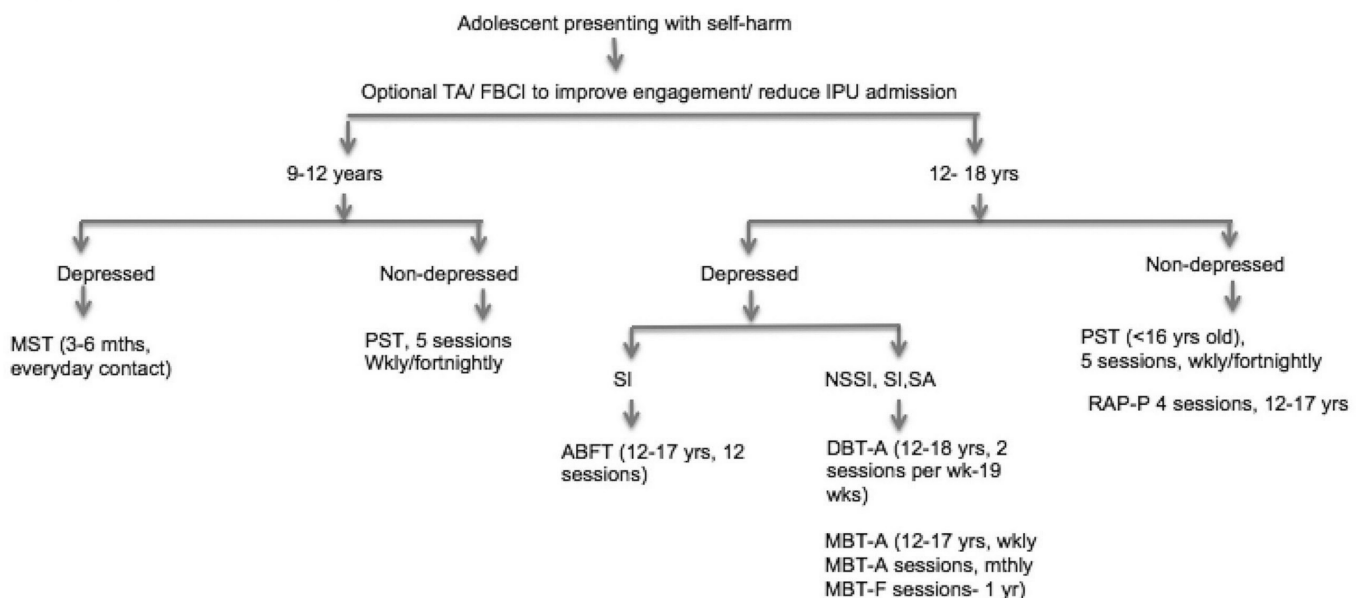 Adolescent presenting with self-harm
Optional TA/ FBCI to improve engagement/ reduce IPU admission
9-12 years
12- 18 yrs
Depressed
Non-depressed
Depressed
Non-depressed
MST (3-6 mths,
everyday contact)
PST, 5 sessions
Wkly/fortnightly
SI
NSSI, SI,SA
PST (<16 yrs old),
5 sessions, wkly/fortnightly
RAP-P 4 sessions, 12-17 yrs
ABFT (12-17 yrs, 12
sessions)
DBT-A (12-18 yrs, 2
sessions per wk-19
wks)
MBT-A (12-17 yrs, wkly
MBT-A sessions, mthly
MBT-F sessions- 1 yr)